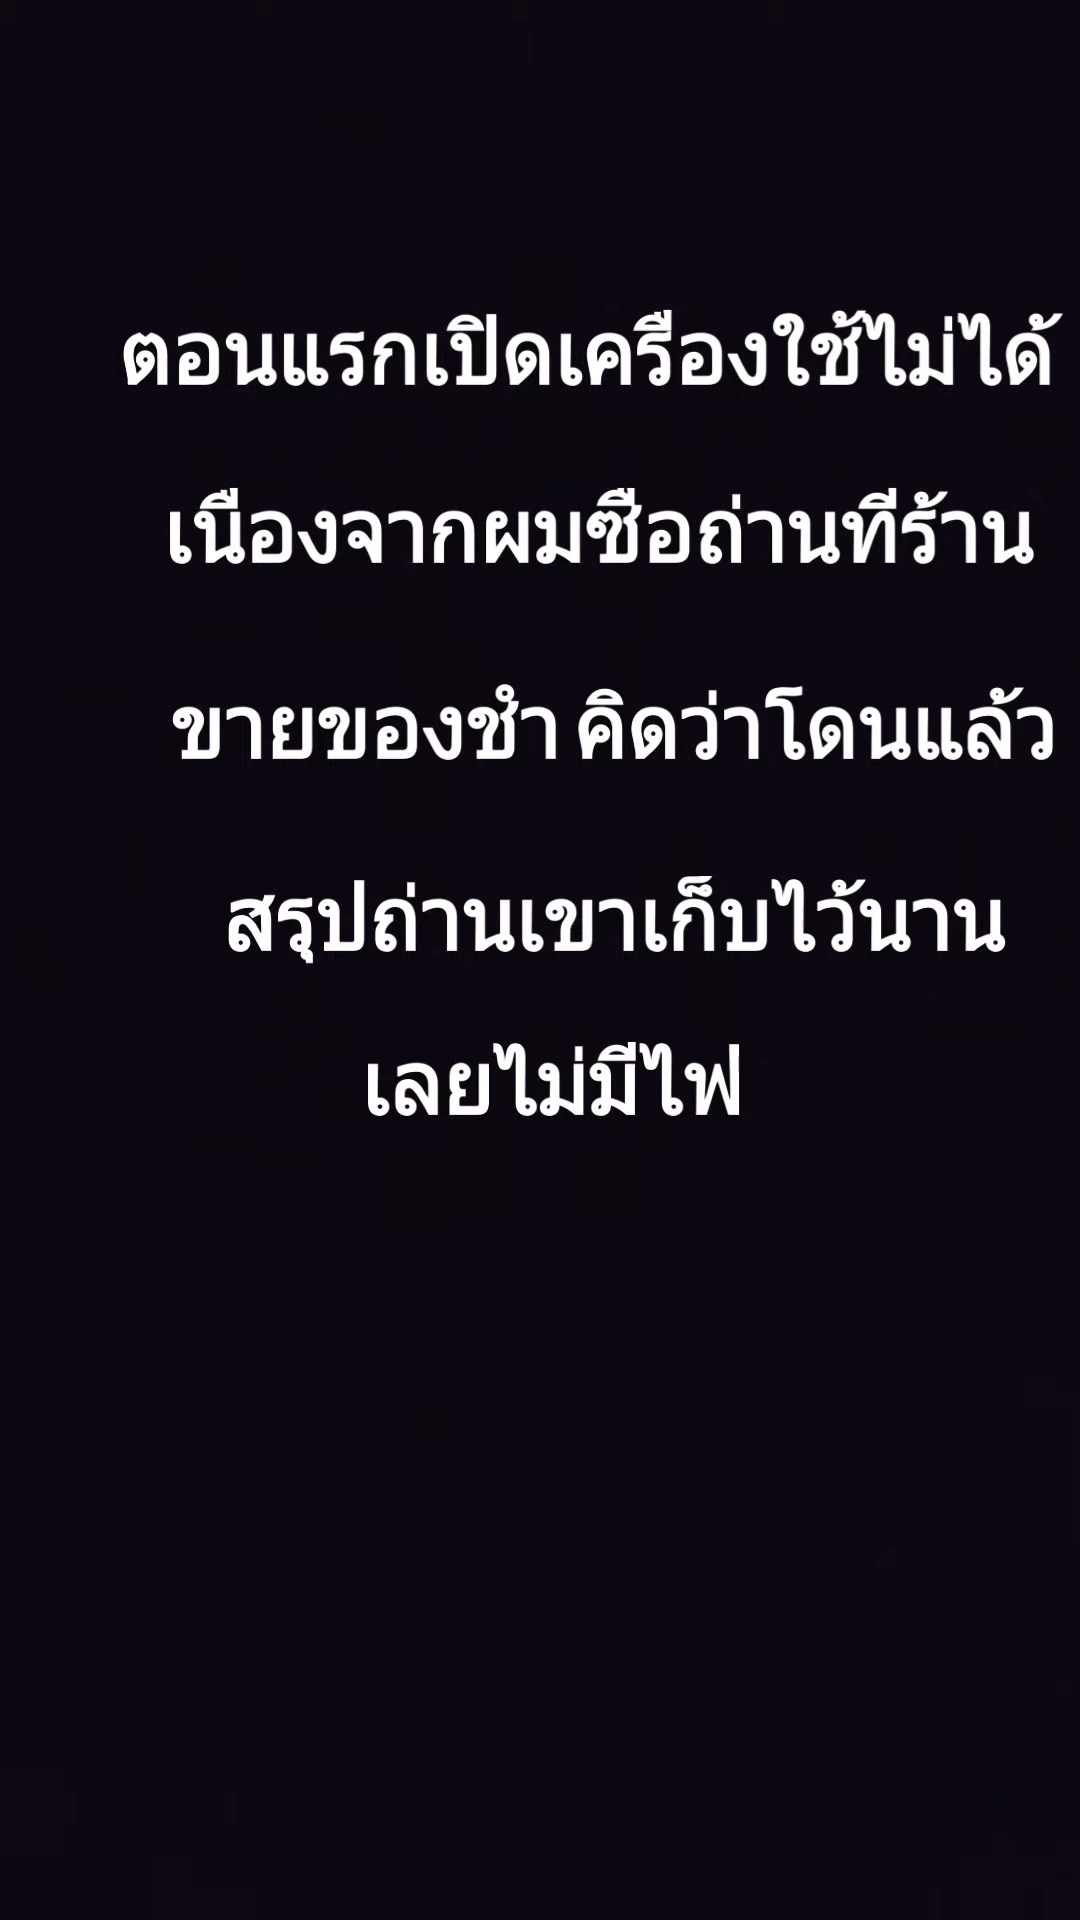 ตอนแรกเปิดเครื่องใช้ไม่ได้
เนื่องจากผมซื้อถ่านที่ร้าน
ขายของชำ คิดว่าโดนแล้ว
สรุปถ่านเขาเก็บไว้นาน
เลยไม่มีไฟ